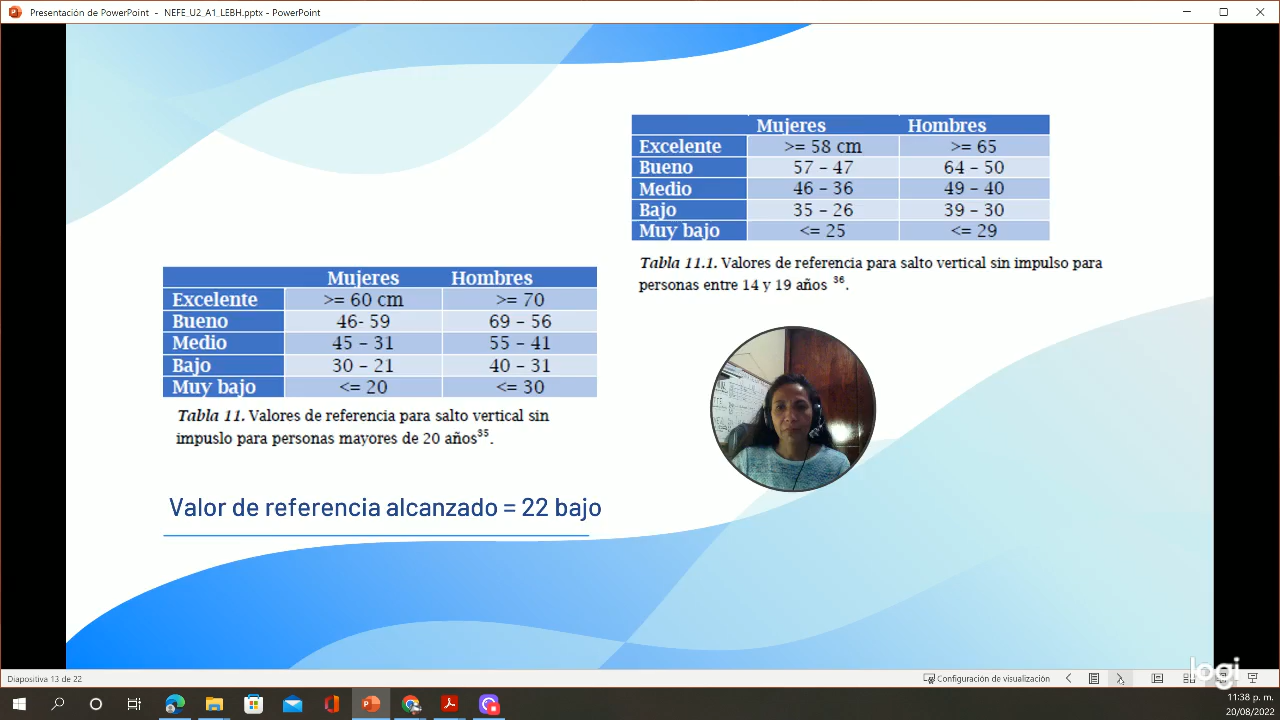 Presentación de PowerPoint - NEFE_U2_A1_LEBH.pptx - PowerPoint
Mujeres Hombres
Excelente >= 58 cm >= 65
Bueno 57 – 47 64 – 50
Medio 46 – 36 49 – 40
Bajo 35 – 26 39 – 30
Muy bajo <= 25 <= 29
Tabla 11.1. Valores de referencia para salto vertical sin impulso para
personas entre 14 y 19 años 36.
Mujeres Hombres
Excelente >= 60 cm >= 70
Bueno 46- 59 69 – 56
Medio 45 – 31 55 – 41
Bajo 30 – 21 40 – 31
Muy bajo <= 20 <= 30
Tabla 11. Valores de referencia para salto vertical sin
impuslo para personas mayores de 20 años35.
Valor de referencia alcanzado = 22 bajo
Diapositiva 13 de 22
Configuración de visualización
logi
11:38 p. m.
20/08/2022